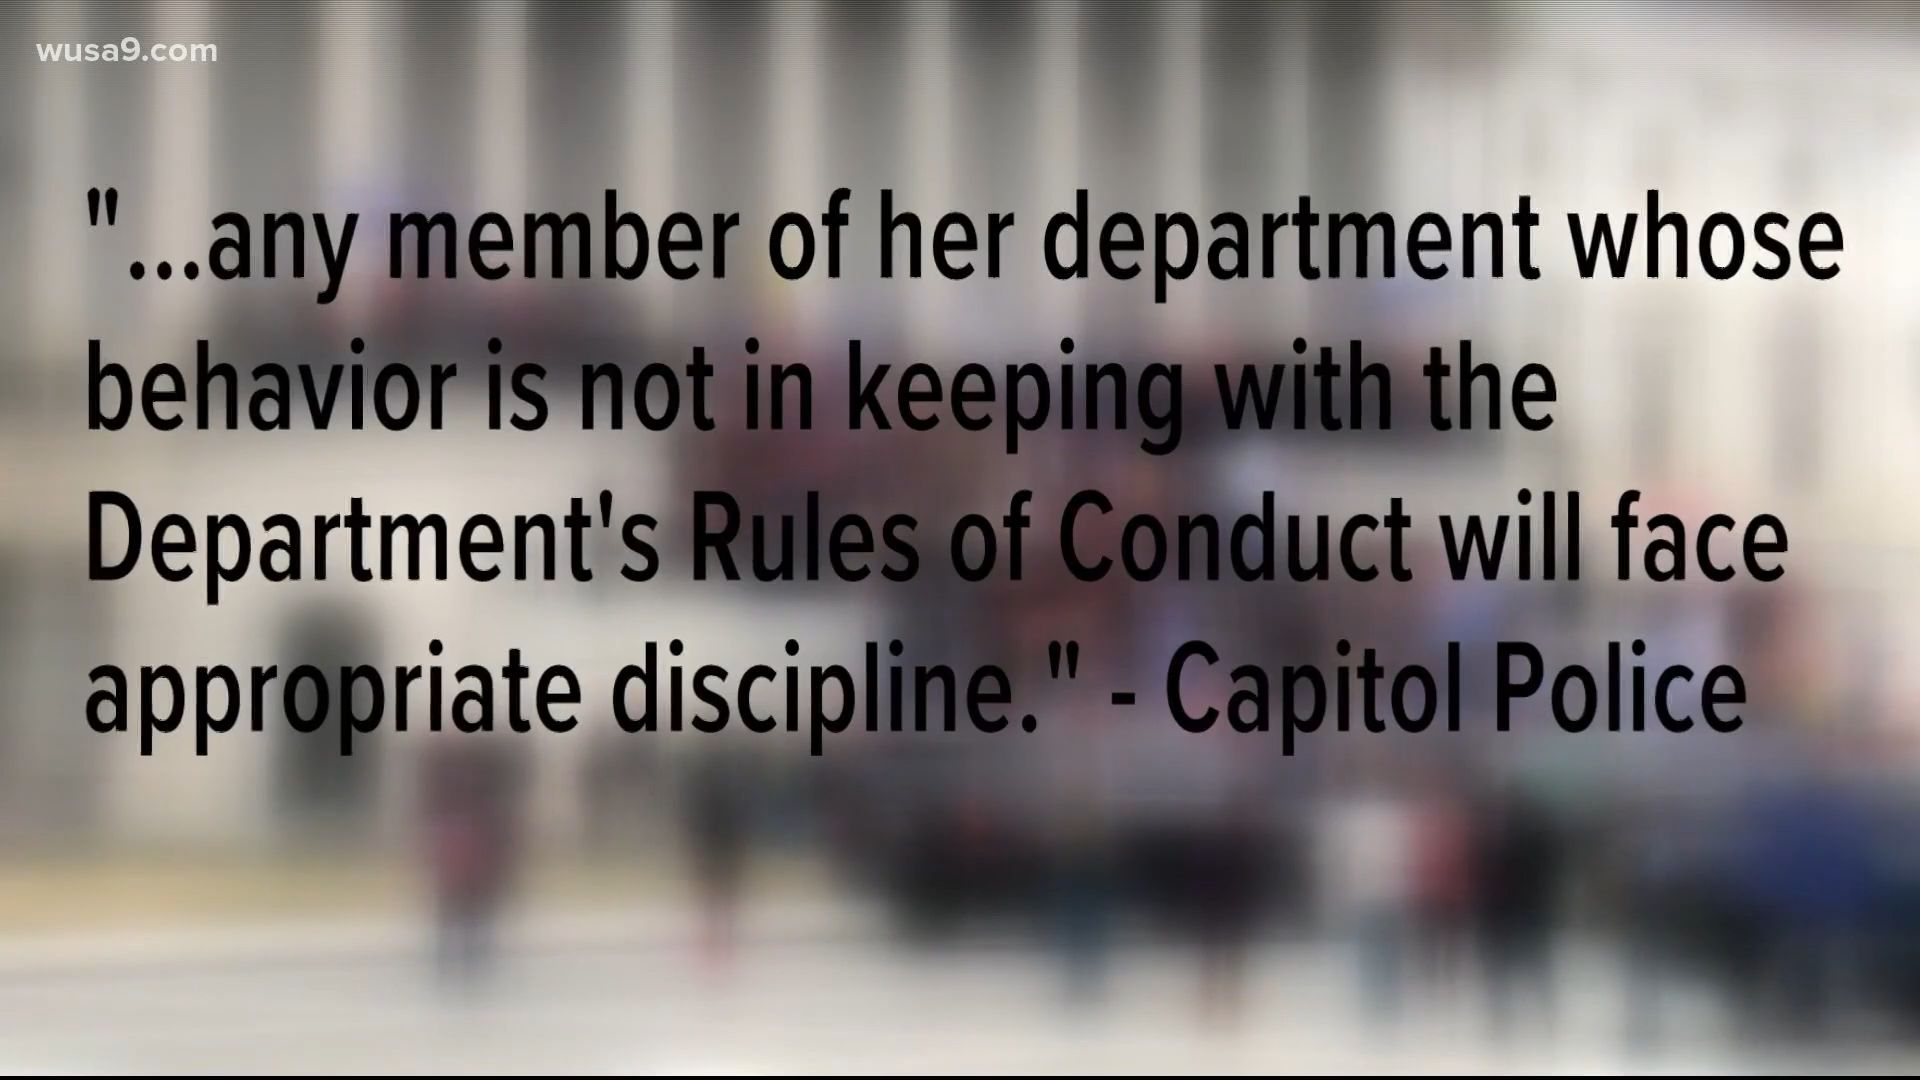 wusa9.com
"...any member of her department whose
behavior is not in keeping with the
Department's Rules of Conduct will face
appropriate discipline." - Capitol Police